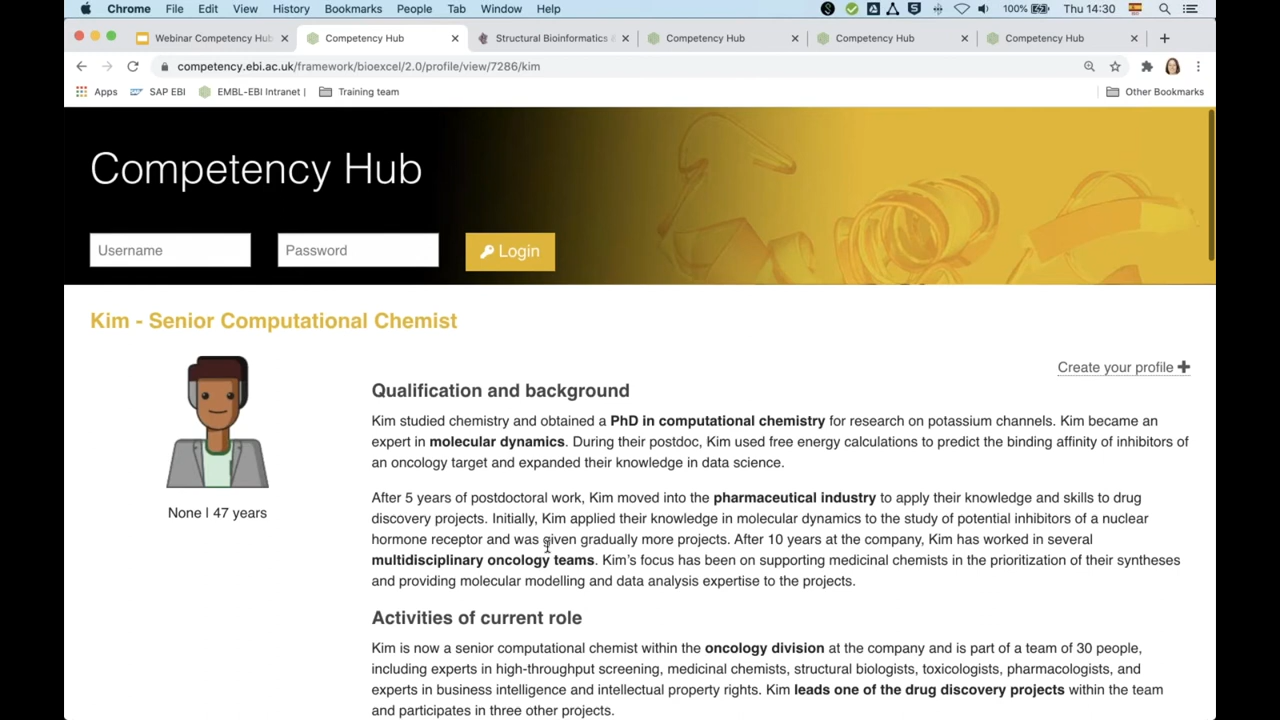 Chrome File Edit View History Bookmarks People Tab Window Help 100% Thu 14:30
Webinar Competency Hub Competency Hub Structural Bioinformatics Competency Hub Competency Hub Competency Hub
competency.ebi.ac.uk/framework/bioexcel/2.0/profile/view/7286/kim
Apps SAP EBI EMBL-EBI Intranet | Training team Other Bookmarks
Competency Hub
Username Password Login
Kim - Senior Computational Chemist
Create your profile
None | 47 years
Qualification and background
Kim studied chemistry and obtained a PhD in computational chemistry for research on potassium channels. Kim became an
expert in molecular dynamics. During their postdoc, Kim used free energy calculations to predict the binding affinity of inhibitors of
an oncology target and expanded their knowledge in data science.
After 5 years of postdoctoral work, Kim moved into the pharmaceutical industry to apply their knowledge and skills to drug
discovery projects. Initially, Kim applied their knowledge in molecular dynamics to the study of potential inhibitors of a nuclear
hormone receptor and was given gradually more projects. After 10 years at the company, Kim has worked in several
multidisciplinary oncology teams. Kim's focus has been on supporting medicinal chemists in the prioritization of their syntheses
and providing molecular modelling and data analysis expertise to the projects.
Activities of current role
Kim is now a senior computational chemist within the oncology division at the company and is part of a team of 30 people,
including experts in high-throughput screening, medicinal chemists, structural biologists, toxicologists, pharmacologists, and
experts in business intelligence and intellectual property rights. Kim leads one of the drug discovery projects within the team
and participates in three other projects.